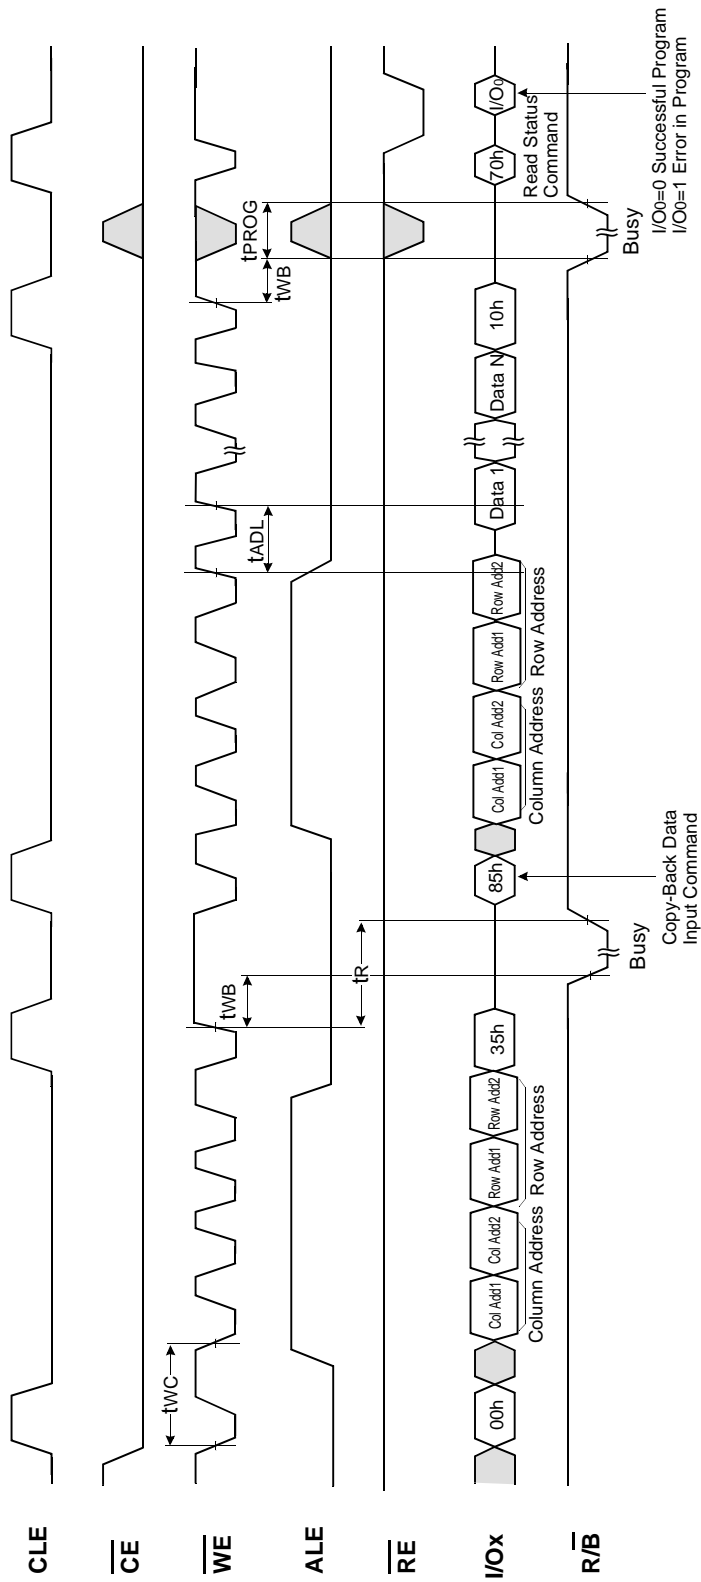 CLE
CE
WE
ALE
RE
I/Ox
R/B
tWC
tWB
tADL
tWB
tPROG
tR
00h
Col Add1
Col Add2
Row Add1
Row Add2
35h
85h
Col Add1
Col Add2
Row Add1
Row Add2
Data 1
Data N
10h
70h
I/O0
Column Address
Row Address
Column Address
Row Address
Read Status
Command
Busy
Busy
Copy-Back Data
Input Command
I/O0=0 Successful Program
I/O0=1 Error in Program